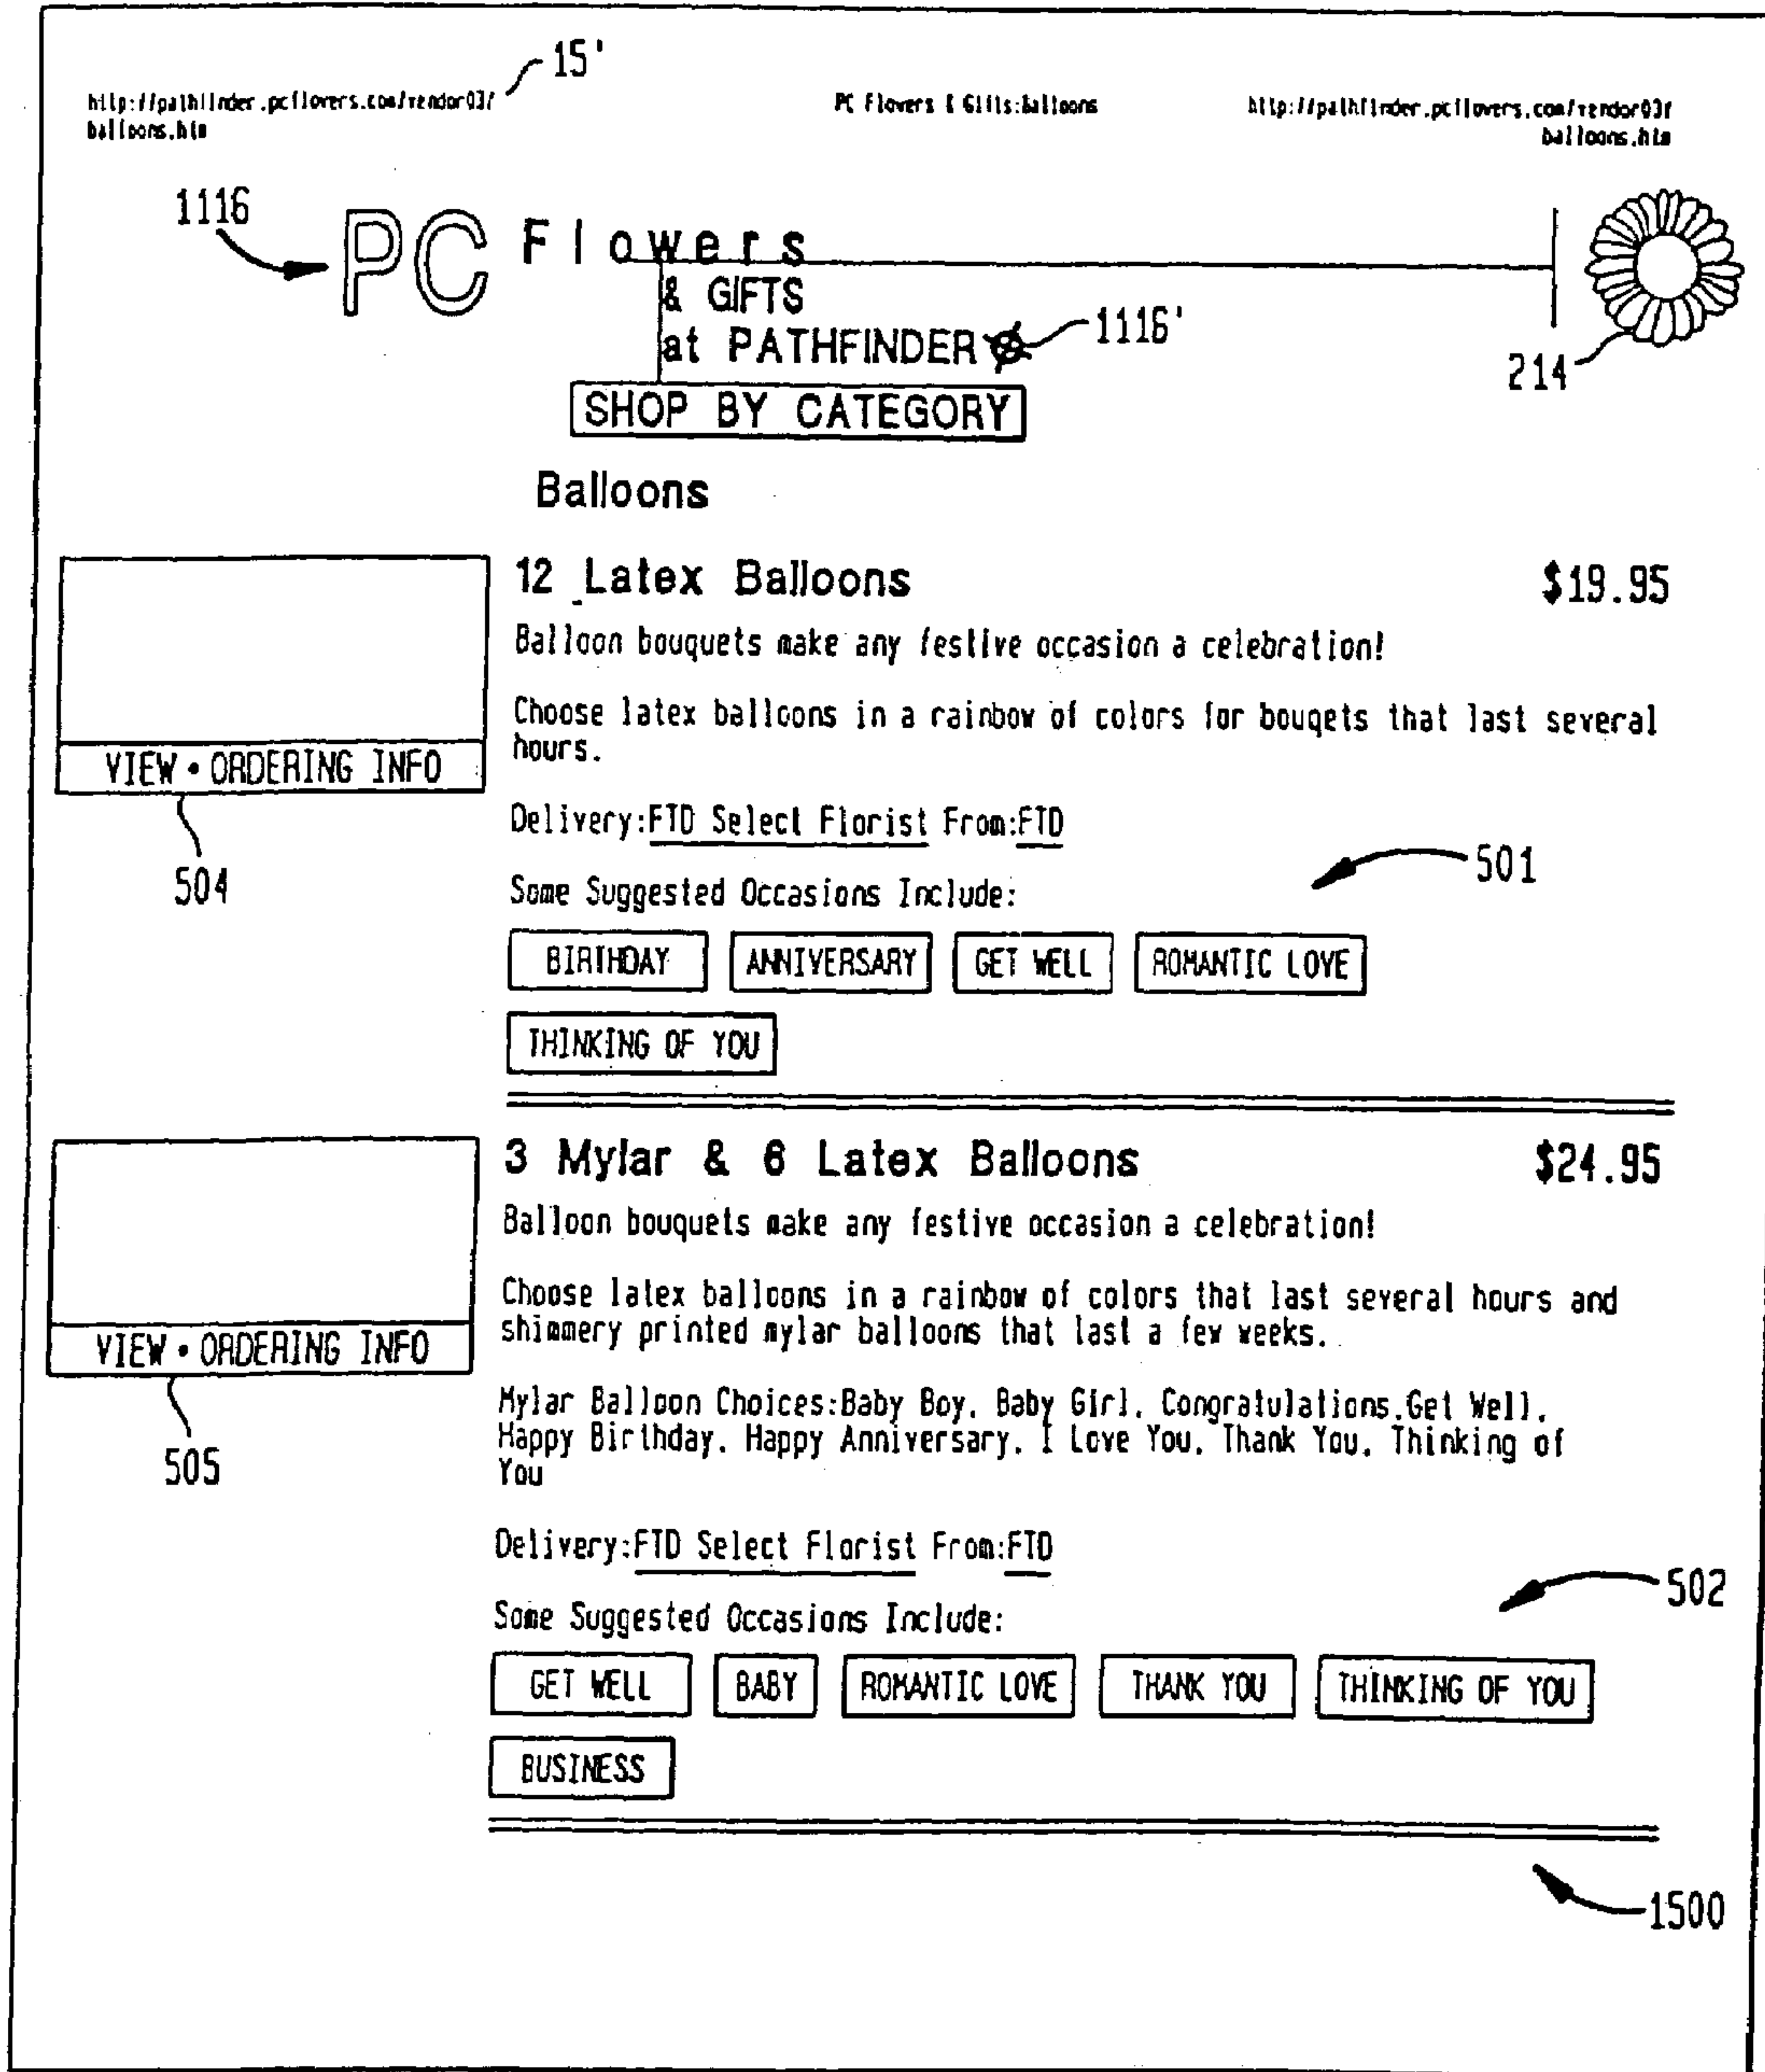 15'
http://pathfinder.pcflowers.com/vendor03/
balloons.htm
PC Flowers & Gifts:balloons
http://pathfinder.pcflowers.com/vendor03/
balloons.htm
1116
PC Flowers
& GIFTS
at PATHFINDER
1116'
214
SHOP BY CATEGORY
Balloons
12 Latex Balloons $19.95
Balloon bouquets make any festive occasion a celebration!
Choose latex balloons in a rainbow of colors for bouqets that last several
hours.
VIEW • ORDERING INFO
504
Delivery:FTD Select Florist From:FTD
501
Some Suggested Occasions Include:
BIRTHDAY ANNIVERSARY GET WELL ROMANTIC LOVE
THINKING OF YOU
3 Mylar & 6 Latex Balloons $24.95
Balloon bouquets make any festive occasion a celebration!
Choose latex balloons in a rainbow of colors that last several hours and
shimmery printed mylar balloons that last a few weeks.
VIEW • ORDERING INFO
505
Mylar Balloon Choices:Baby Boy, Baby Girl, Congratulations,Get Well,
Happy Birthday, Happy Anniversary, I Love You, Thank You, Thinking of
You
Delivery:FTD Select Florist From:FTD
502
Some Suggested Occasions Include:
GET WELL BABY ROMANTIC LOVE THANK YOU THINKING OF YOU
BUSINESS
1500